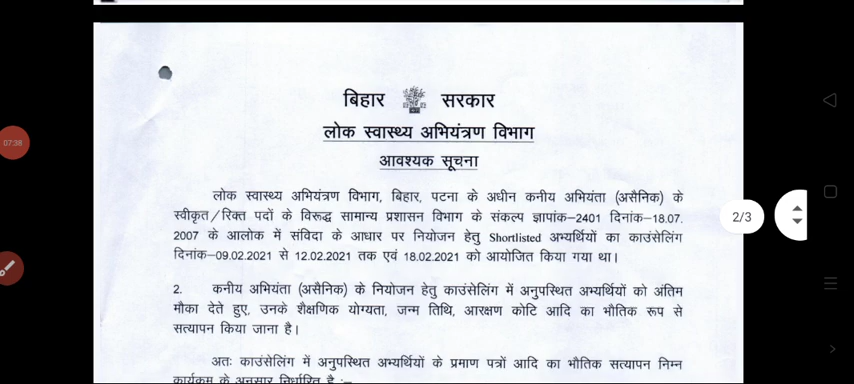 बिहार सरकार
लोक स्वास्थ्य अभियंत्रण विभाग
आवश्यक सूचना
लोक स्वास्थ्य अभियंत्रण विभाग, बिहार, पटना के अधीन कनीय अभियंता (असैनिक) के
स्वीकृत/रिक्त पदों के विरूद्ध सामान्य प्रशासन विभाग के संकल्प ज्ञापांक–2401 दिनांक–18.07.
2007 के आलोक में संविदा के आधार पर नियोजन हेतु Shortlisted अभ्यर्थियों का काउंसेलिंग
दिनांक–09.02.2021 से 12.02.2021 तक एवं 18.02.2021 को आयोजित किया गया था।
2. कनीय अभियंता (असैनिक) के नियोजन हेतु काउंसेलिंग में अनुपस्थित अभ्यर्थियों को अंतिम
मौका देते हुए, उनके शैक्षणिक योग्यता, जन्म तिथि, आरक्षण कोटि आदि का भौतिक रूप से
सत्यापन किया जाना है।
अतः काउंसेलिंग में अनुपस्थित अभ्यर्थियों के प्रमाण पत्रों आदि का भौतिक सत्यापन निम्न
कार्यक्रम के अनुसार निर्धारित है :–
07:38
2/3